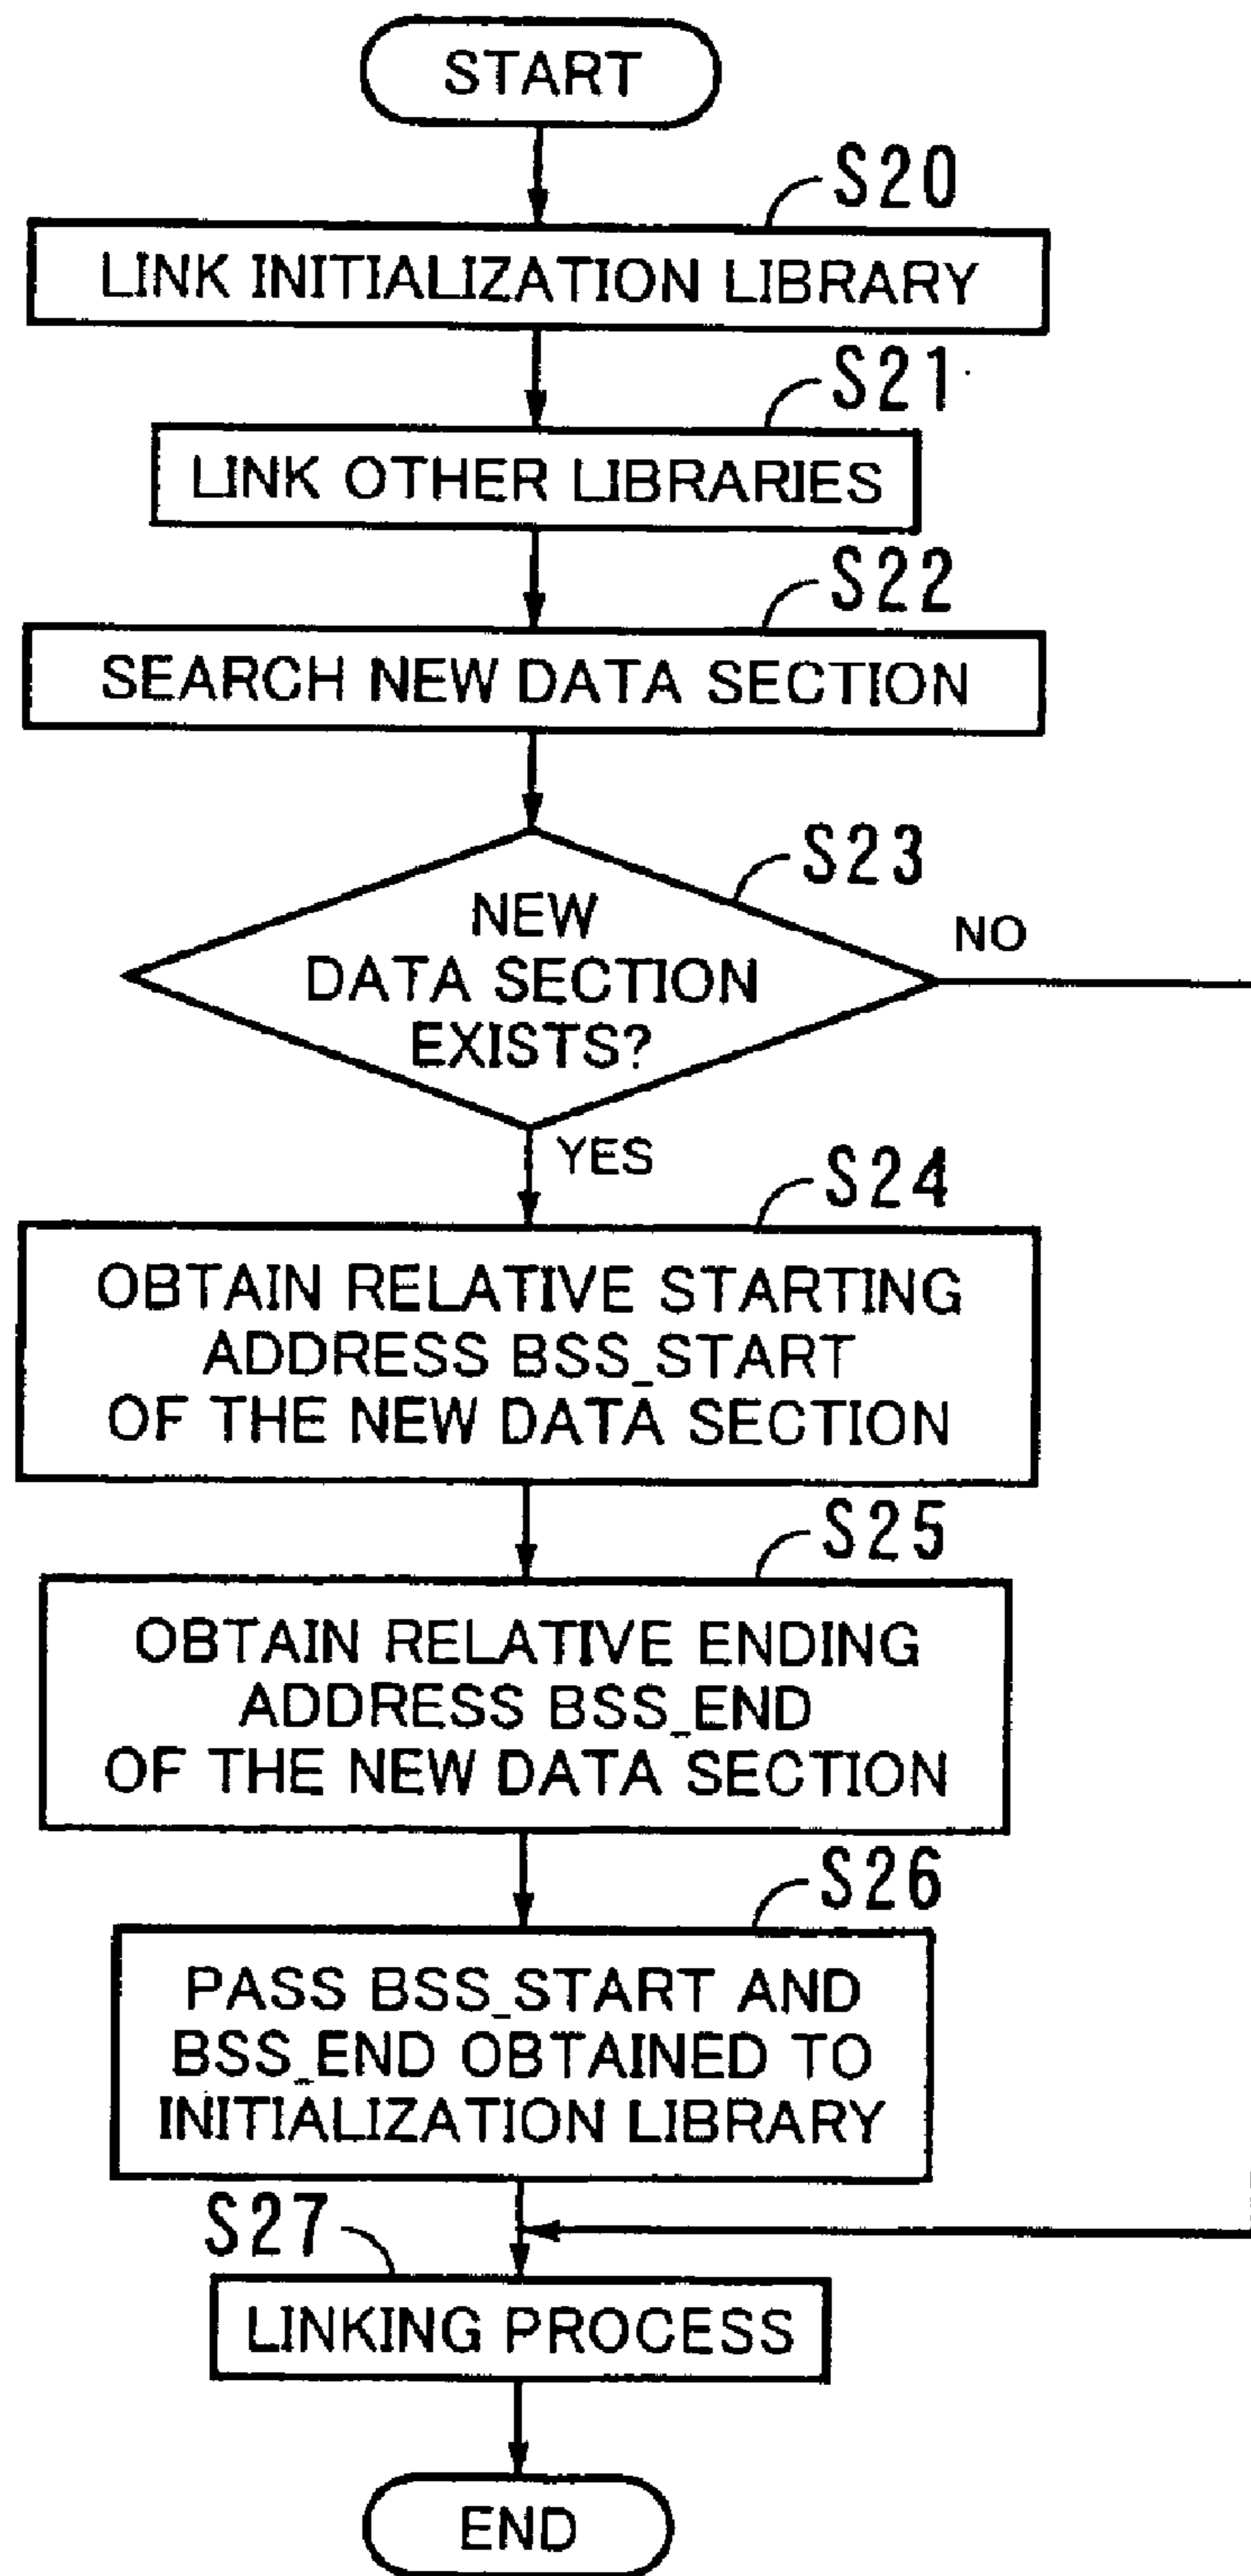 START
S20
LINK INITIALIZATION LIBRARY
S21
LINK OTHER LIBRARIES
S22
SEARCH NEW DATA SECTION
S23
NEW
DATA SECTION
EXISTS?
NO
YES
S24
OBTAIN RELATIVE STARTING
ADDRESS BSS_START
OF THE NEW DATA SECTION
S25
OBTAIN RELATIVE ENDING
ADDRESS BSS_END
OF THE NEW DATA SECTION
S26
PASS BSS_START AND
BSS_END OBTAINED TO
INITIALIZATION LIBRARY
S27
LINKING PROCESS
END